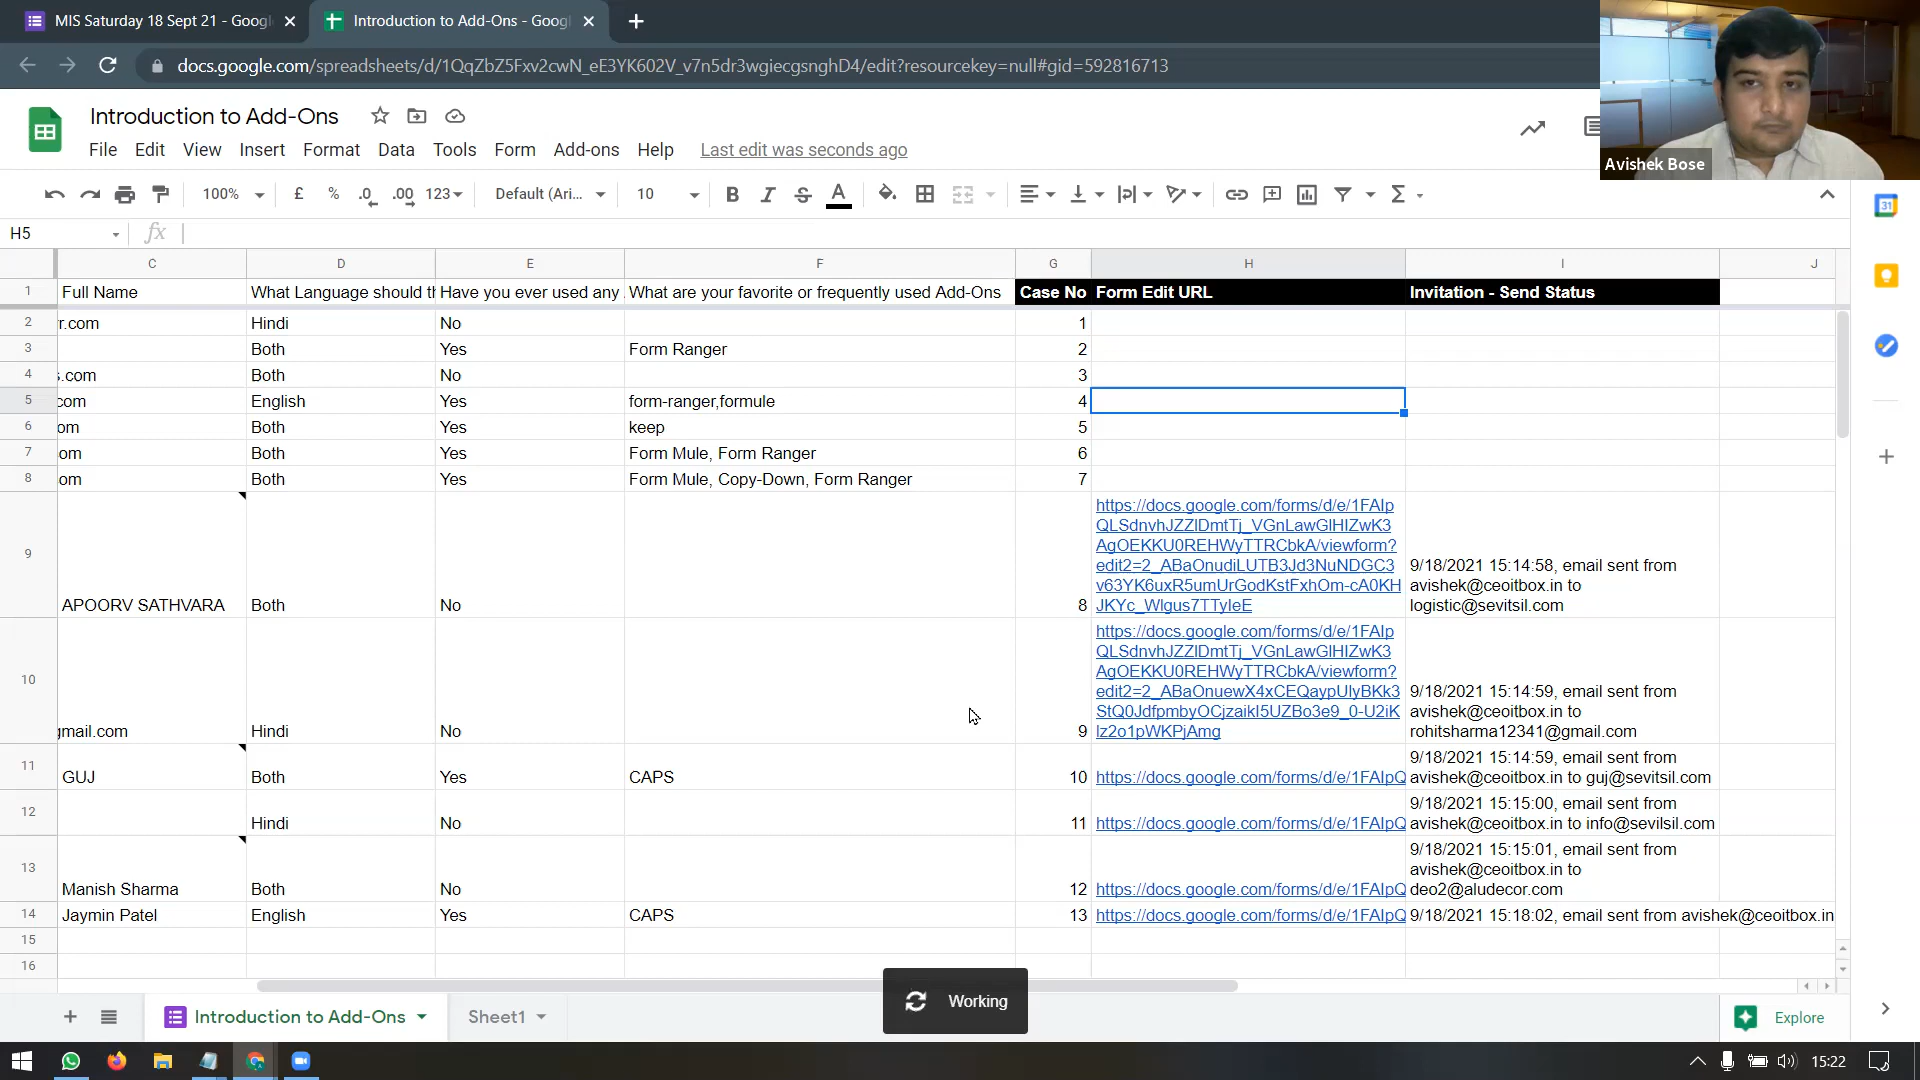 MIS Saturday 18 Sept 21 - Googl
Introduction to Add-Ons - Googl
docs.google.com/spreadsheets/d/1QqZbZ5Fxv2cwN_eE3YK602V_v7n5dr3wgiecgsnghD4/edit?resourcekey=null#gid=592816713
Avishek Bose
Introduction to Add-Ons
File Edit View Insert Format Data Tools Form Add-ons Help Last edit was seconds ago
100% £ % .0 .00 123 Default (Ari... 10 B I S A Σ
31
H5 fx
C D E F G H I J
1 Full Name What Language should th Have you ever used any What are your favorite or frequently used Add-Ons Case No Form Edit URL Invitation - Send Status
2 r.com Hindi No 1
3 Both Yes Form Ranger 2
4 s.com Both No 3
5 com English Yes form-ranger,formule 4
6 om Both Yes keep 5
7 om Both Yes Form Mule, Form Ranger 6
8 om Both Yes Form Mule, Copy-Down, Form Ranger 7
https://docs.google.com/forms/d/e/1FAIp
QLSdnvhJZZlDmtTj_VGnLawGlHIZwK3
AgOEKKU0REHWyTTRCbkA/viewform?
edit2=2_ABaOnudiLUTB3Jd3NuNDGC3
v63YK6uxR5umUrGodKstFxhOm-cA0KH
JKYc_Wlgus7TTyIeE
9/18/2021 15:14:58, email sent from
avishek@ceoitbox.in to
logistic@sevitsil.com
9 APOORV SATHVARA Both No 8
https://docs.google.com/forms/d/e/1FAIp
QLSdnvhJZZlDmtTj_VGnLawGlHIZwK3
AgOEKKU0REHWyTTRCbkA/viewform?
edit2=2_ABaOnuewX4xCEQaypUlyBKk3
StQ0JdfpmbyOCjzaikI5UZBo3e9_0-U2iK
lz2o1pWKPjAmg
9/18/2021 15:14:59, email sent from
avishek@ceoitbox.in to
rohitsharma12341@gmail.com
10 gmail.com Hindi No 9
9/18/2021 15:14:59, email sent from
11 GUJ Both Yes CAPS 10 https://docs.google.com/forms/d/e/1FAIpQ avishek@ceoitbox.in to guj@sevitsil.com
9/18/2021 15:15:00, email sent from
12 Hindi No 11 https://docs.google.com/forms/d/e/1FAIpQ avishek@ceoitbox.in to info@sevilsil.com
9/18/2021 15:15:01, email sent from
avishek@ceoitbox.in to
13 Manish Sharma Both No 12 https://docs.google.com/forms/d/e/1FAIpQ deo2@aludecor.com
14 Jaymin Patel English Yes CAPS 13 https://docs.google.com/forms/d/e/1FAIpQ 9/18/2021 15:18:02, email sent from avishek@ceoitbox.in
15
16
Working
Introduction to Add-Ons Sheet1 Explore
15:22